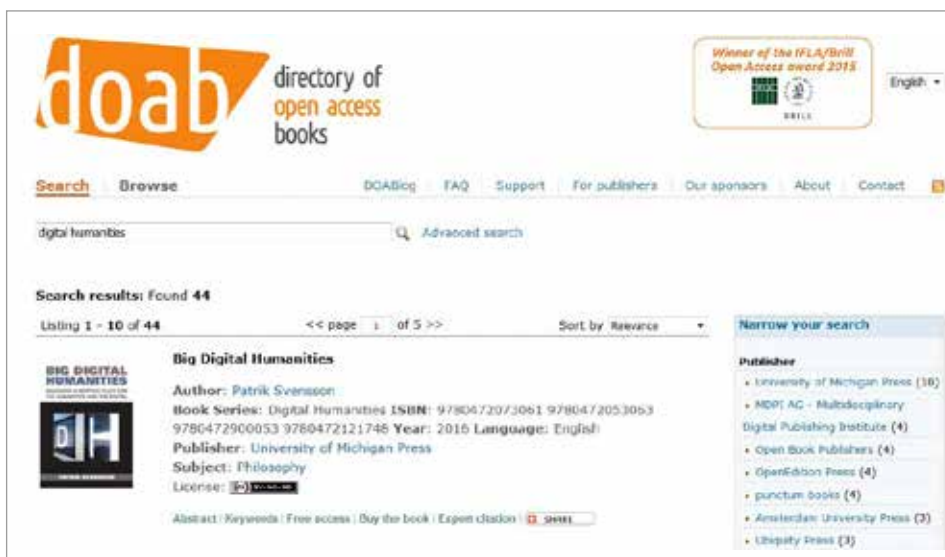 doab
directory of
open access
books
Winner of the IFLA/Brill
Open Access award 2015
BRILL
English
Search Browse
DOABlog FAQ Support For publishers Our sponsors About Contact
digital humanities
Advanced search
Search results: Found 44
Listing 1 - 10 of 44 << page 1 of 5 >> Sort by Relevance
BIG DIGITAL
HUMANITIES
DH
PATRIK SVENSSON
Big Digital Humanities
Author: Patrik Svensson
Book Series: Digital Humanities ISBN: 9780472073061 9780472053063
9780472900053 9780472121748 Year: 2016 Language: English
Publisher: University of Michigan Press
Subject: Philosophy
License:
Abstract | Keywords | Free access | Buy the book | Export citation | SHARE
Narrow your search
Publisher
University of Michigan Press
MDPI AG - Multidisciplinary
Digital Publishing Institute (4)
Open Book Publishers (4)
OpenEdition Press (4)
punctum books (4)
Amsterdam University Press (3)
Ubiquity Press (3)